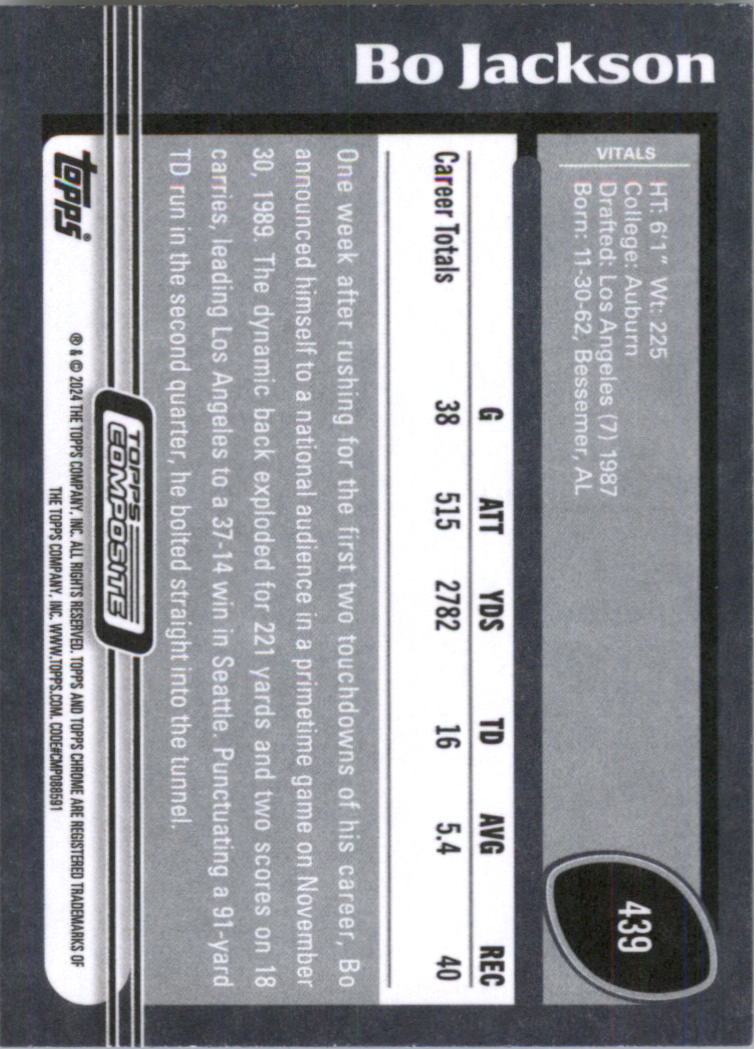 Bo Jackson
VITALS
HT: 6'1" Wt: 225
College: Auburn
Drafted: Los Angeles (7) 1987
Born: 11-30-62, Bessemer, AL
439
G ATT YDS TD AVG REC
Career Totals 38 515 2782 16 5.4 40
One week after rushing for the first two touchdowns of his career, Bo
announced himself to a national audience in a primetime game on November
30, 1989. The dynamic back exploded for 221 yards and two scores on 18
carries, leading Los Angeles to a 37-14 win in Seattle. Punctuating a 91-yard
TD run in the second quarter, he bolted straight into the tunnel.
TOPPS
COMPOSITE
topps®
® & © 2024 THE TOPPS COMPANY, INC. ALL RIGHTS RESERVED. TOPPS AND TOPPS CHROME ARE REGISTERED TRADEMARKS OF
THE TOPPS COMPANY, INC. WWW.TOPPS.COM. CODE#CMP088591